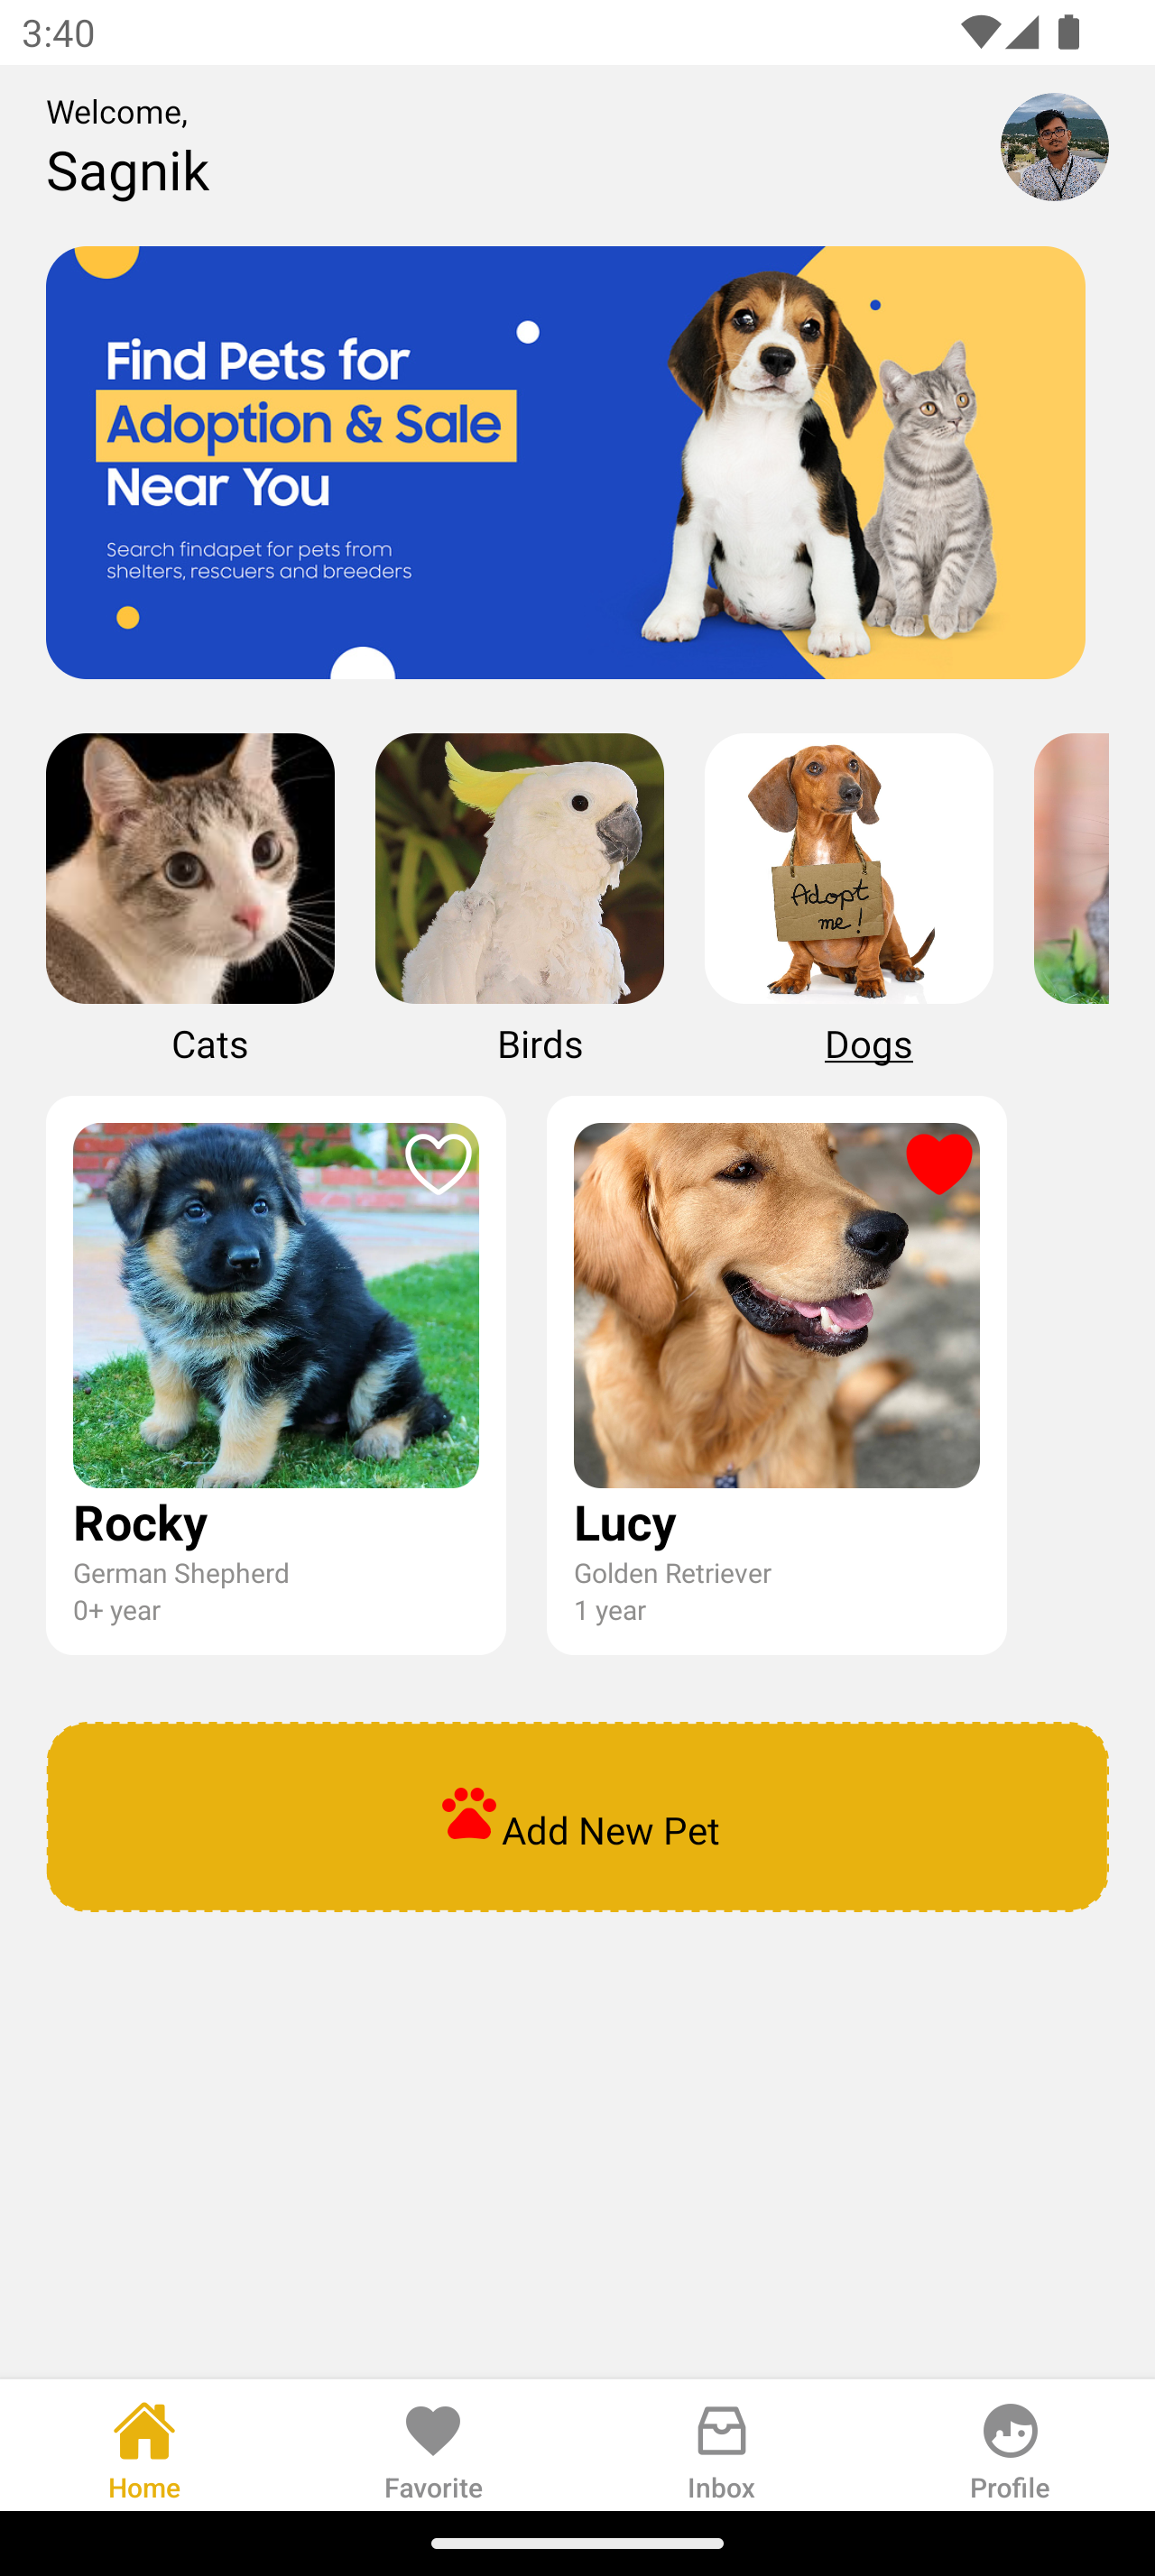 3:40
Welcome,
Sagnik
Find Pets for
Adoption & Sale
Near You
Search findapet for pets from
shelters, rescuers and breeders
Adopt
me!
Cats
Birds
Dogs
Rocky
German Shepherd
0+ year
Lucy
Golden Retriever
1 year
Add New Pet
Home
Favorite
Inbox
Profile